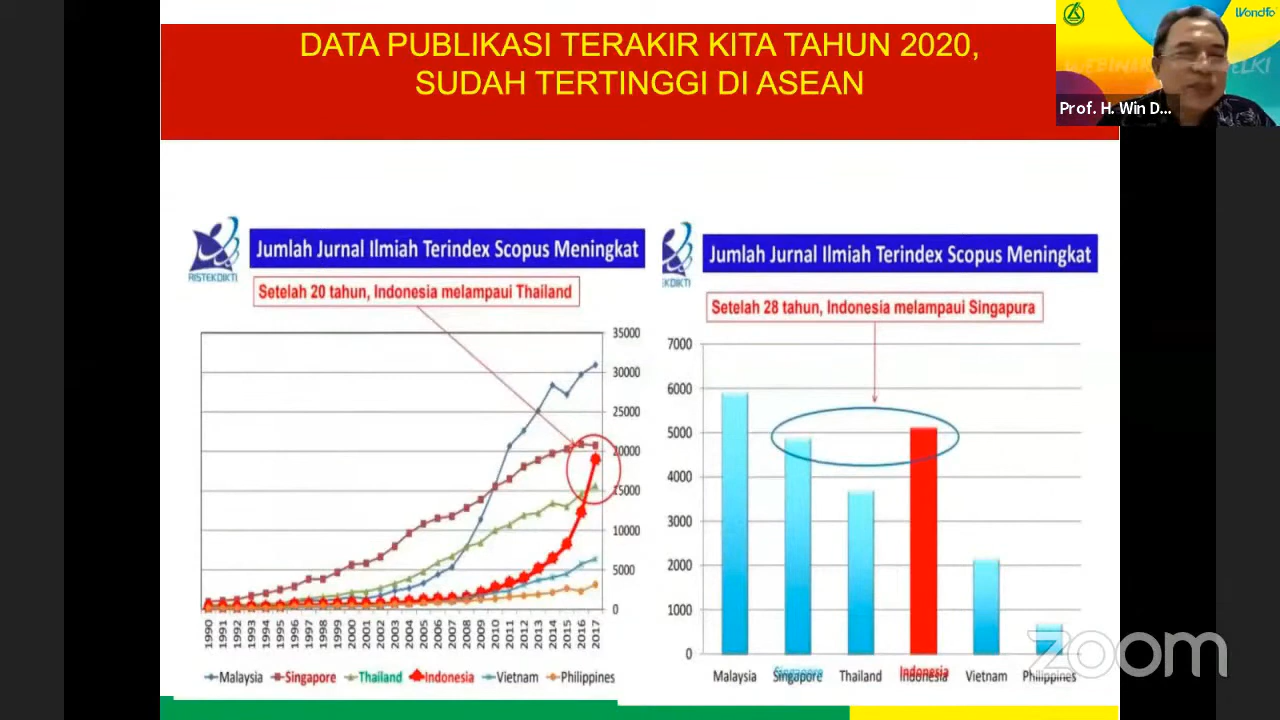 DATA PUBLIKASI TERAKIR KITA TAHUN 2020,
SUDAH TERTINGGI DI ASEAN
Wondfo
Prof. H. Win D...
RISTEKDIKTI
Jumlah Jurnal Ilmiah Terindex Scopus Meningkat
Setelah 20 tahun, Indonesia melampaui Thailand
35000
30000
25000
20000
15000
10000
5000
0
1990 1991 1992 1993 1994 1995 1996 1997 1998 1999 2000 2001 2002 2003 2004 2005 2006 2007 2008 2009 2010 2011 2012 2013 2014 2015 2016 2017
Malaysia Singapore Thailand Indonesia Vietnam Philippines
EKDIKTI
Jumlah Jurnal Ilmiah Terindex Scopus Meningkat
Setelah 28 tahun, Indonesia melampaui Singapura
7000
6000
5000
4000
3000
2000
1000
0
Malaysia Singapore Thailand Indonesia Vietnam Philippines
zoom